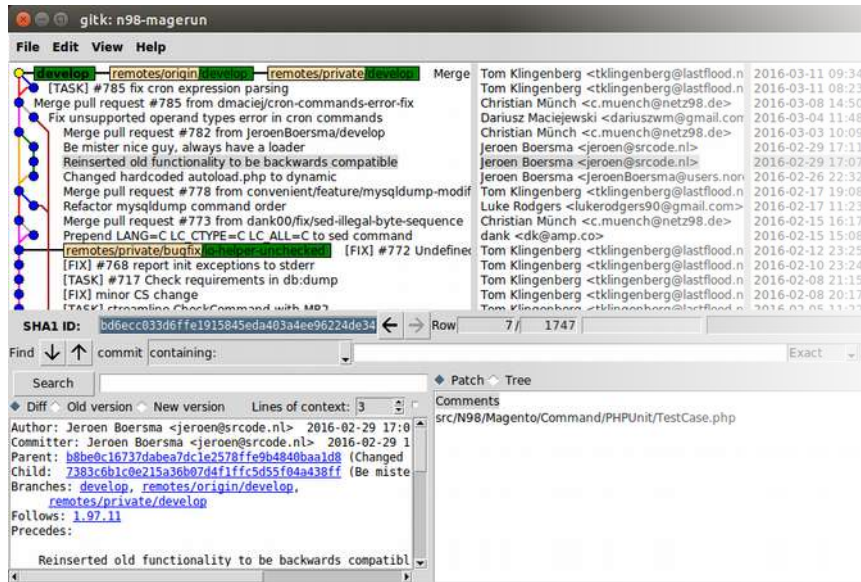 gitk: n98-magerun
File Edit View Help
develop remotes/origin/develop remotes/private/develop Merge Tom Klingenberg <tklingenberg@lastflood.n 2016-03-11 09:34
[TASK] #785 fix cron expression parsing Tom Klingenberg <tklingenberg@lastflood.n 2016-03-11 08:23
Merge pull request #785 from dmaciej/cron-commands-error-fix Christian Münch <c.muench@netz98.de> 2016-03-08 14:50
Fix unsupported operand types error in cron commands Dariusz Maciejewski <dariuszwm@gmail.com 2016-03-04 11:48
Merge pull request #782 from JeroenBoersma/develop Christian Münch <c.muench@netz98.de> 2016-03-03 10:09
Be mister nice guy, always have a loader Jeroen Boersma <jeroen@srcode.nl> 2016-02-29 17:11
Reinserted old functionality to be backwards compatible Jeroen Boersma <jeroen@srcode.nl> 2016-02-29 17:07
Changed hardcoded autoload.php to dynamic Jeroen Boersma <JeroenBoersma@users.nor 2016-02-26 22:32
Merge pull request #778 from convenient/feature/mysqldump-modif Tom Klingenberg <tklingenberg@lastflood.n 2016-02-17 19:08
Refactor mysqldump command order Luke Rodgers <lukerodgers90@gmail.com> 2016-02-17 11:23
Merge pull request #773 from dank00/fix/sed-illegal-byte-sequence Christian Münch <c.muench@netz98.de> 2016-02-15 16:17
Prepend LANG=C LC_CTYPE=C LC_ALL=C to sed command dank <dk@amp.co> 2016-02-15 15:08
remotes/private/bugfix/io-helper-unchecked [FIX] #772 Undefined Tom Klingenberg <tklingenberg@lastflood.n 2016-02-12 23:25
[FIX] #768 report init exceptions to stderr Tom Klingenberg <tklingenberg@lastflood.n 2016-02-10 23:24
[TASK] #717 Check requirements in db:dump Tom Klingenberg <tklingenberg@lastflood.n 2016-02-08 21:15
[FIX] minor CS change Tom Klingenberg <tklingenberg@lastflood.n 2016-02-08 20:17
[TASK] streamline CheckCommand with MR2 Tom Klingenberg <tklingenberg@lastflood.n 2016-02-05 11:27
SHA1 ID: bd6ecc033d6ffe1915845eda403a4ee96224de34 Row 7 / 1747
Find commit containing: Exact
Search Patch Tree
Diff Old version New version Lines of context: 3 Comments
src/N98/Magento/Command/PHPUnit/TestCase.php
Author: Jeroen Boersma <jeroen@srcode.nl> 2016-02-29 17:0
Committer: Jeroen Boersma <jeroen@srcode.nl> 2016-02-29 1
Parent: b8be0c16737dabea7dc1e2578ffe9b4840baa1d8 (Changed
Child: 7383c6b1c0e215a36b07d4f1ffc5d55f04a438ff (Be miste
Branches: develop, remotes/origin/develop,
remotes/private/develop
Follows: 1.97.11
Precedes:
Reinserted old functionality to be backwards compatibl